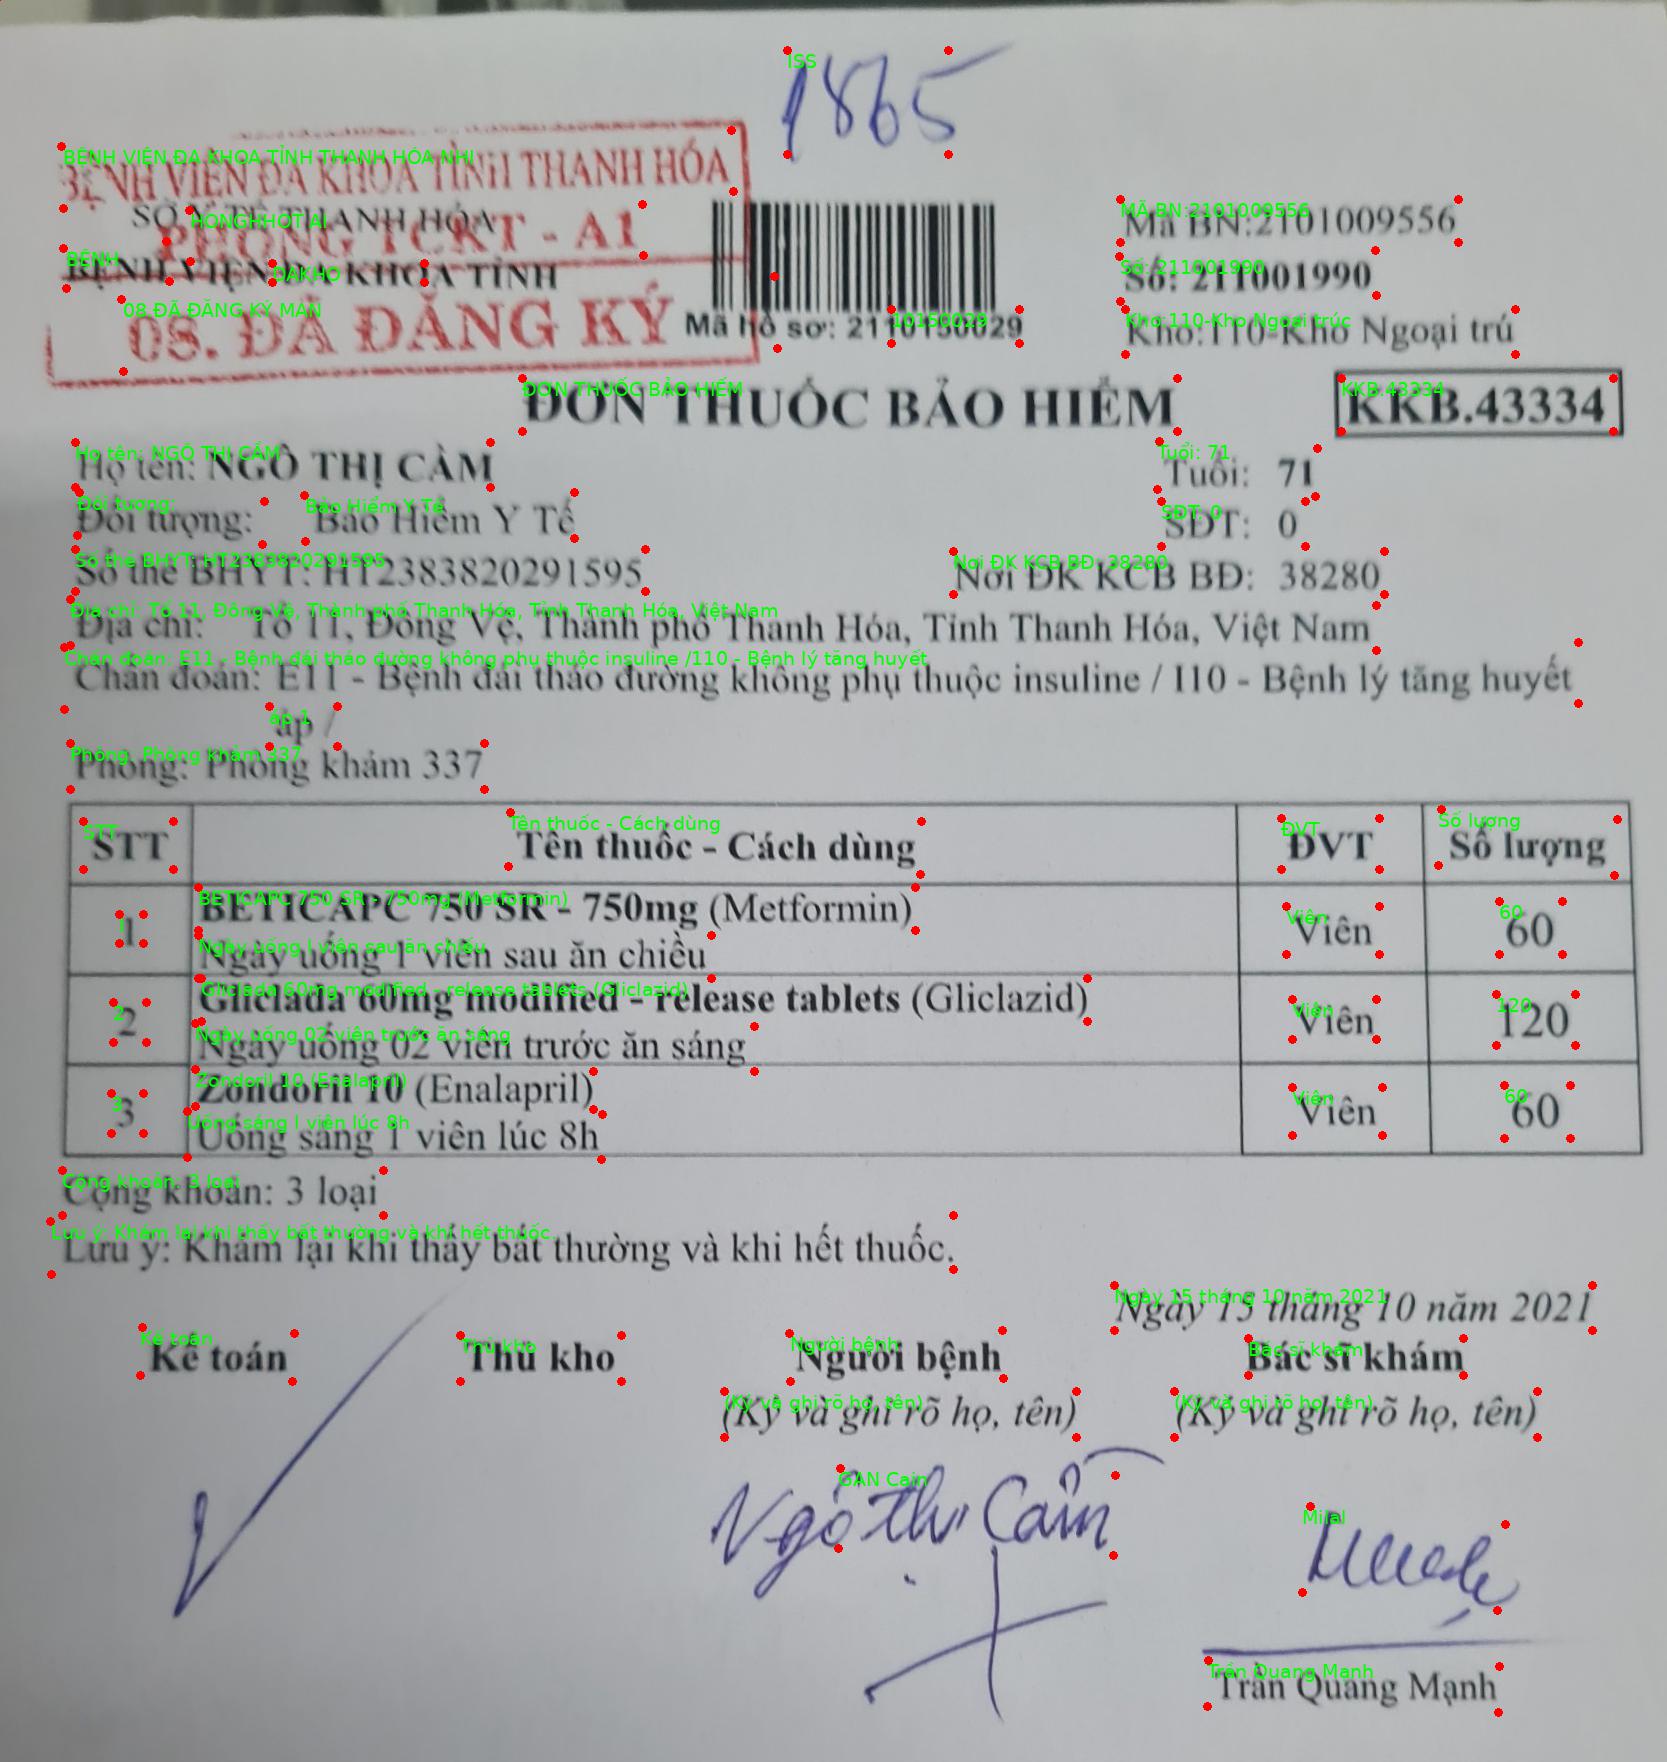 1865
BỆNH VIỆN ĐA KHOA TỈNH THANH HÓA
SỞ Y TẾ THANH HÓA
PHÒNG TCKT - A1
BỆNH VIỆN ĐA KHOA TỈNH
08. ĐÃ ĐĂNG KÝ
Mã hồ sơ: 2110150029
Mã BN:2101009556
Số: 211001990
Kho:110-Kho Ngoại trú
ĐƠN THUỐC BẢO HIỂM
KKB.43334
Họ tên: NGÔ THỊ CẨM
Tuổi: 71
Đối tượng: Bảo Hiểm Y Tế
SĐT: 0
Số thẻ BHYT: HT2383820291595
Nơi ĐK KCB BĐ: 38280
Địa chỉ: Tổ 11, Đông Vệ, Thành phố Thanh Hóa, Tỉnh Thanh Hóa, Việt Nam
Chẩn đoán: E11 - Bệnh đái tháo đường không phụ thuộc insuline / I10 - Bệnh lý tăng huyết
áp /
Phòng: Phòng khám 337
STT Tên thuốc - Cách dùng ĐVT Số lượng
1 BETICAPC 750 SR - 750mg (Metformin) Viên 60
Ngày uống 1 viên sau ăn chiều
2 Gliclada 60mg modified - release tablets (Gliclazid) Viên 120
Ngày uống 02 viên trước ăn sáng
3 Zondoril 10 (Enalapril) Viên 60
Uống sáng 1 viên lúc 8h
Cộng khoản: 3 loại
Lưu ý: Khám lại khi thấy bất thường và khi hết thuốc.
Ngày 15 tháng 10 năm 2021
Kế toán Thủ kho Người bệnh Bác sĩ khám
(Ký và ghi rõ họ, tên) (Ký và ghi rõ họ, tên)
Ngô Thị Cẩm
Trần Quang Mạnh